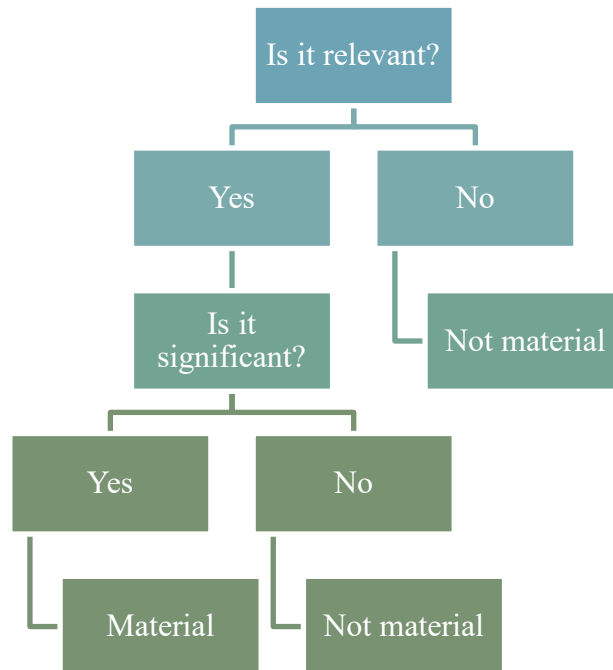 Is it relevant?
Yes
No
Is it
significant?
Not material
Yes
No
Material
Not material